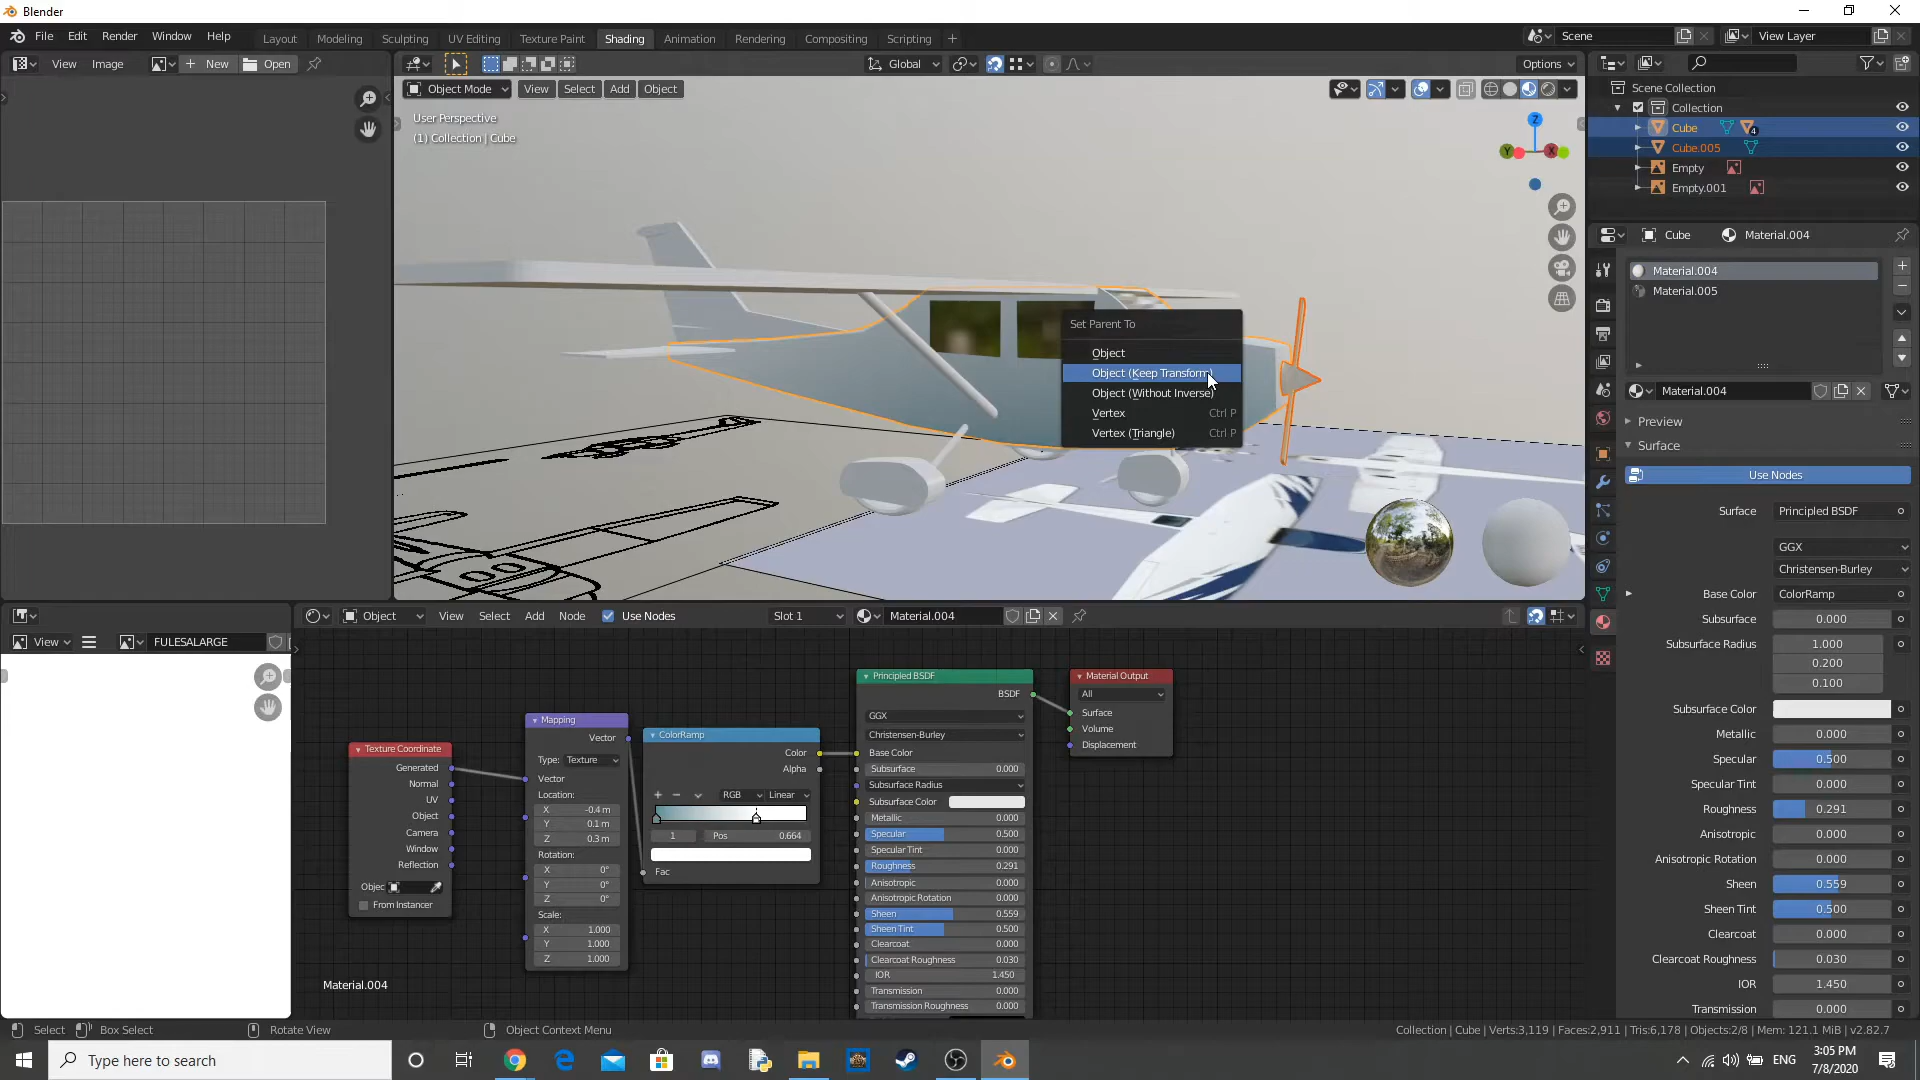 Blender
File Edit Render Window Help
Layout Modeling Sculpting UV Editing Texture Paint Shading Animation Rendering Compositing Scripting
Scene
View Layer
View Image New Open
Global
Options
Object Mode View Select Add Object
User Perspective
(1) Collection | Cube
Z
Y X
Set Parent To
Object
Object (Keep Transform)
Object (Without Inverse)
Vertex Ctrl P
Vertex (Triangle) Ctrl P
Scene Collection
Collection
Cube 4
Cube.005
Empty
Empty.001
Cube Material.004
Material.004
Material.005
Material.004
Preview
Surface
Use Nodes
Surface Principled BSDF
GGX
Christensen-Burley
Base Color ColorRamp
Subsurface 0.000
Subsurface Radius 1.000
0.200
0.100
Subsurface Color
Metallic 0.000
Specular 0.500
Specular Tint 0.000
Roughness 0.291
Anisotropic 0.000
Anisotropic Rotation 0.000
Sheen 0.559
Sheen Tint 0.500
Clearcoat 0.000
Clearcoat Roughness 0.030
IOR 1.450
Transmission 0.000
View FULESALARGE
Object View Select Add Node Use Nodes Slot 1 Material.004
Texture Coordinate
Generated
Normal
UV
Object
Camera
Window
Reflection
Objec
From Instancer
Mapping
Vector
Type: Texture
Vector
Location:
X -0.4 m
Y 0.1 m
Z 0.3 m
Rotation:
X 0°
Y 0°
Z 0°
Scale:
X 1.000
Y 1.000
Z 1.000
ColorRamp
Color
Alpha
RGB Linear
1 Pos 0.664
Fac
Principled BSDF
BSDF
GGX
Christensen-Burley
Base Color
Subsurface 0.000
Subsurface Radius
Subsurface Color
Metallic 0.000
Specular 0.500
Specular Tint 0.000
Roughness 0.291
Anisotropic 0.000
Anisotropic Rotation 0.000
Sheen 0.559
Sheen Tint 0.500
Clearcoat 0.000
Clearcoat Roughness 0.030
IOR 1.450
Transmission 0.000
Transmission Roughness 0.000
Material Output
All
Surface
Volume
Displacement
Material.004
Select Box Select Rotate View Object Context Menu
Collection | Cube | Verts:3,119 | Faces:2,911 | Tris:6,178 | Objects:2/8 | Mem: 121.1 MiB | v2.82.7
Type here to search
ENG
3:05 PM
7/8/2020